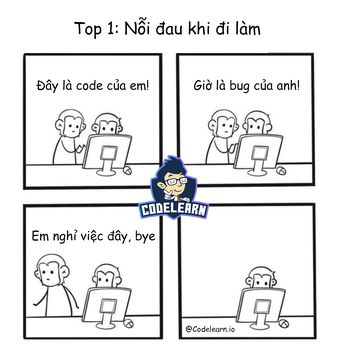 Top 1: Nỗi đau khi đi làm
Đây là code của em!
Giờ là bug của anh!
CODELEARN
Em nghỉ việc đây, bye
@Codelearn.io